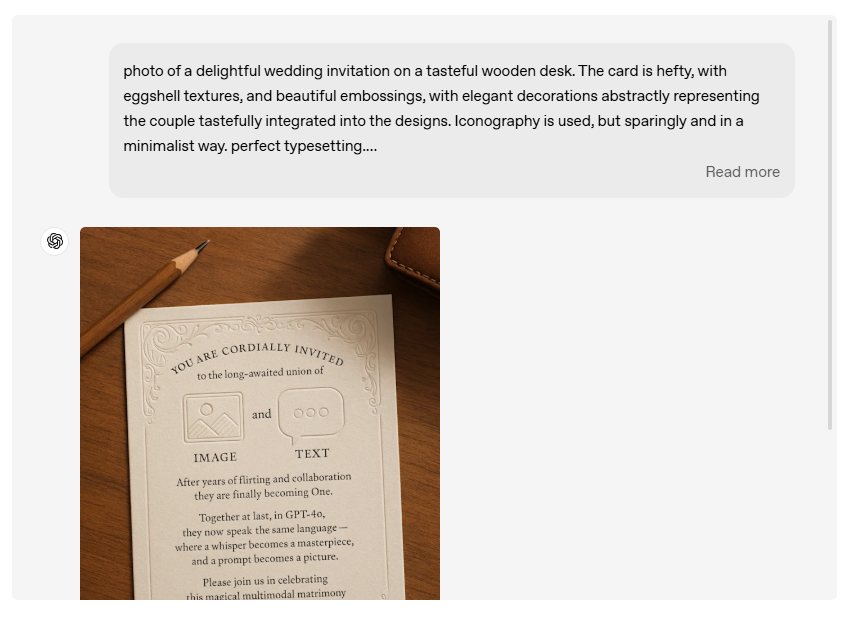 photo of a delightful wedding invitation on a tasteful wooden desk. The card is hefty, with
eggshell textures, and beautiful embossings, with elegant decorations abstractly representing
the couple tastefully integrated into the designs. Iconography is used, but sparingly and in a
minimalist way. perfect typesetting....
Read more
YOU ARE CORDIALLY INVITED
to the long-awaited union of
and
IMAGE TEXT
After years of flirting and collaboration
they are finally becoming One.
Together at last, in GPT-4o,
they now speak the same language—
where a whisper becomes a masterpiece,
and a prompt becomes a picture.
Please join us in celebrating
this magical multimodal matrimony